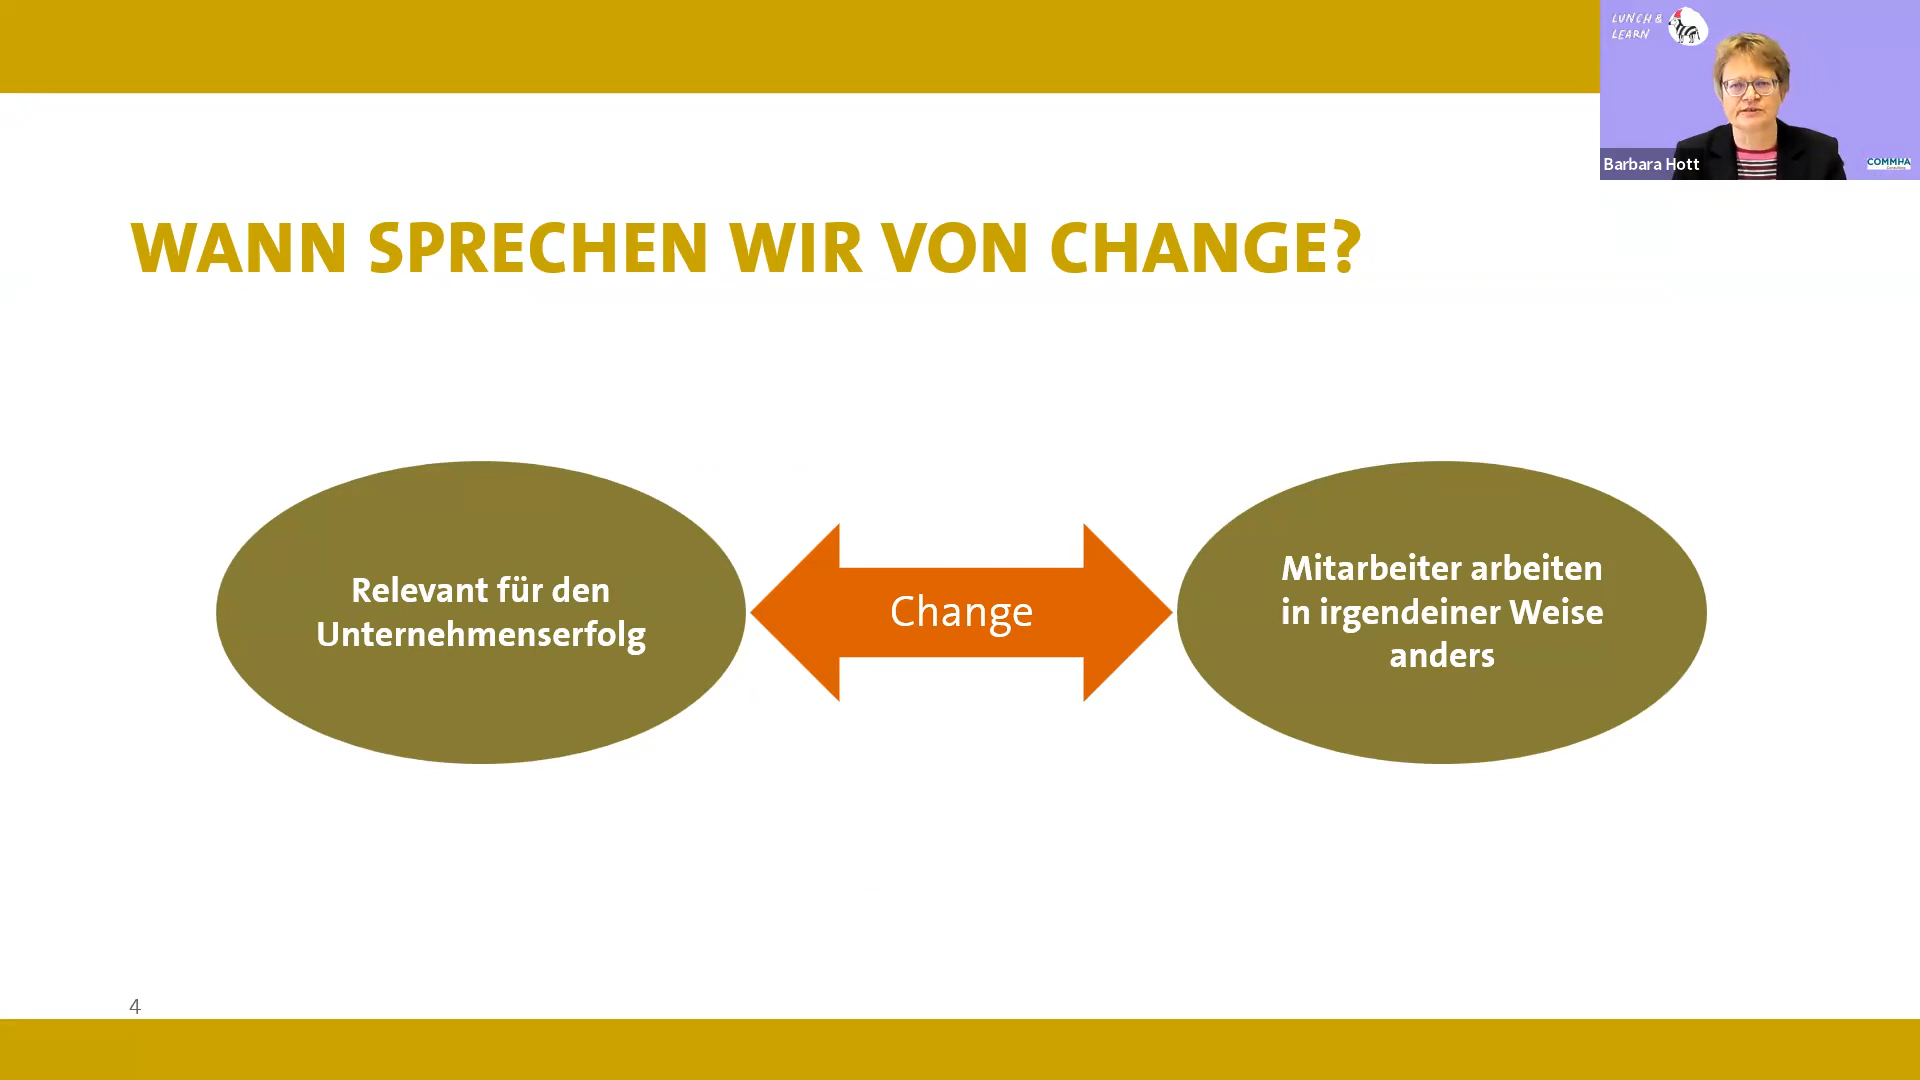 LUNCH &
LEARN
Barbara Hott
COMMHA
WANN SPRECHEN WIR VON CHANGE?
Relevant für den
Unternehmenserfolg
Change
Mitarbeiter arbeiten
in irgendeiner Weise
anders
4